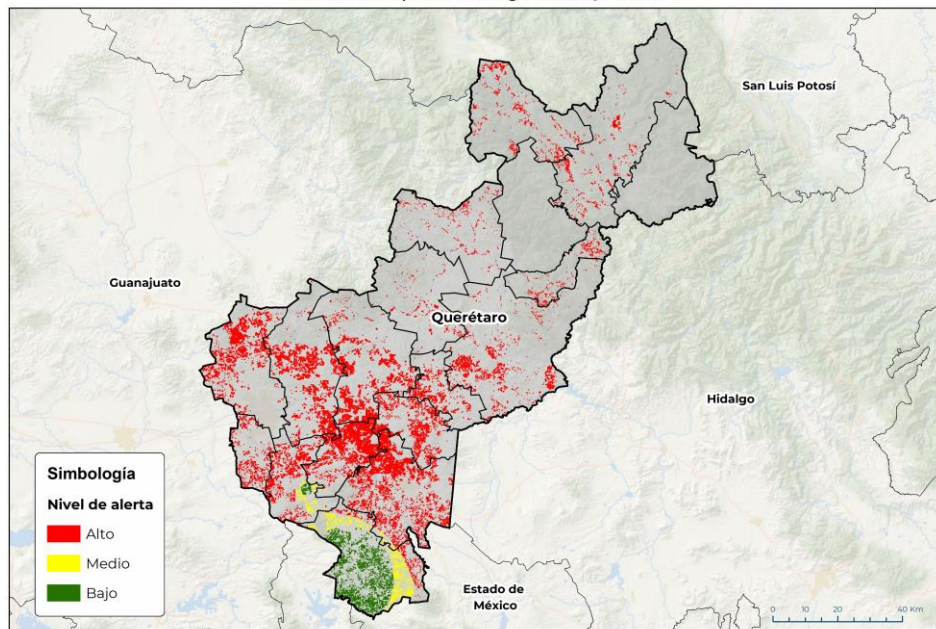 San Luis Potosí
Guanajuato
Querétaro
Hidalgo
Simbología
Nivel de alerta
Alto
Medio
Bajo
Estado de
México
0
20
40 Km